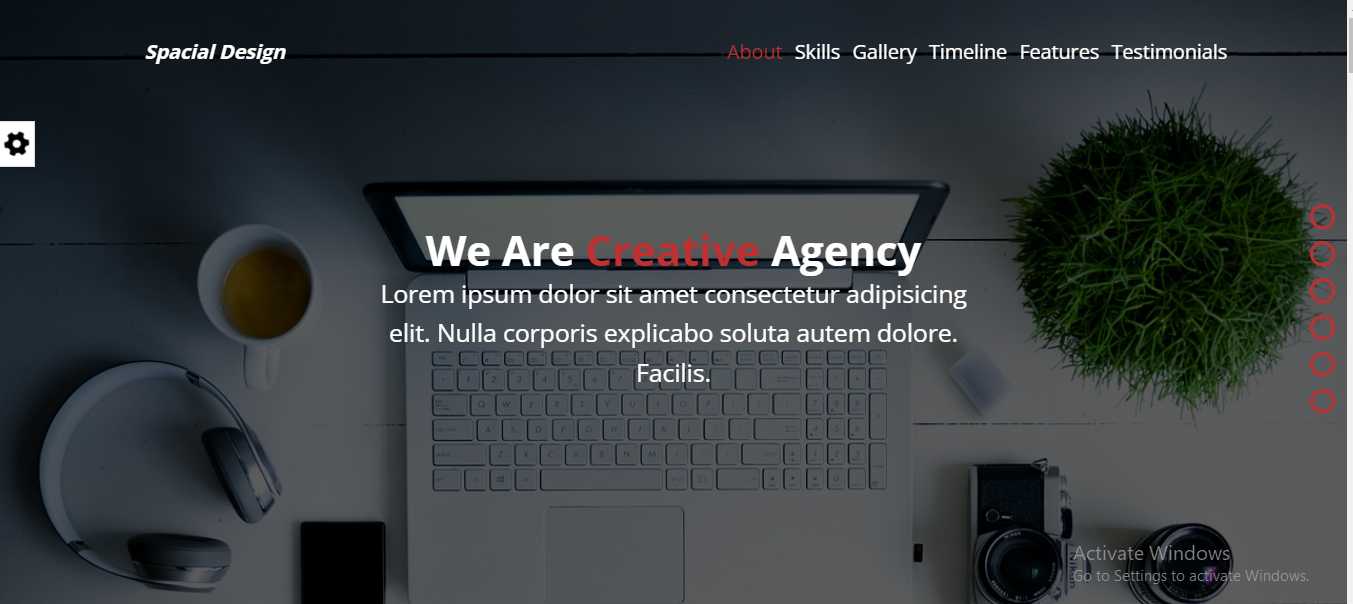 Spacial Design
About Skills Gallery Timeline Features Testimonials
We Are Creative Agency
Lorem ipsum dolor sit amet consectetur adipisicing
elit. Nulla corporis explicabo soluta autem dolore.
Facilis.
Activate Windows
Go to Settings to activate Windows.